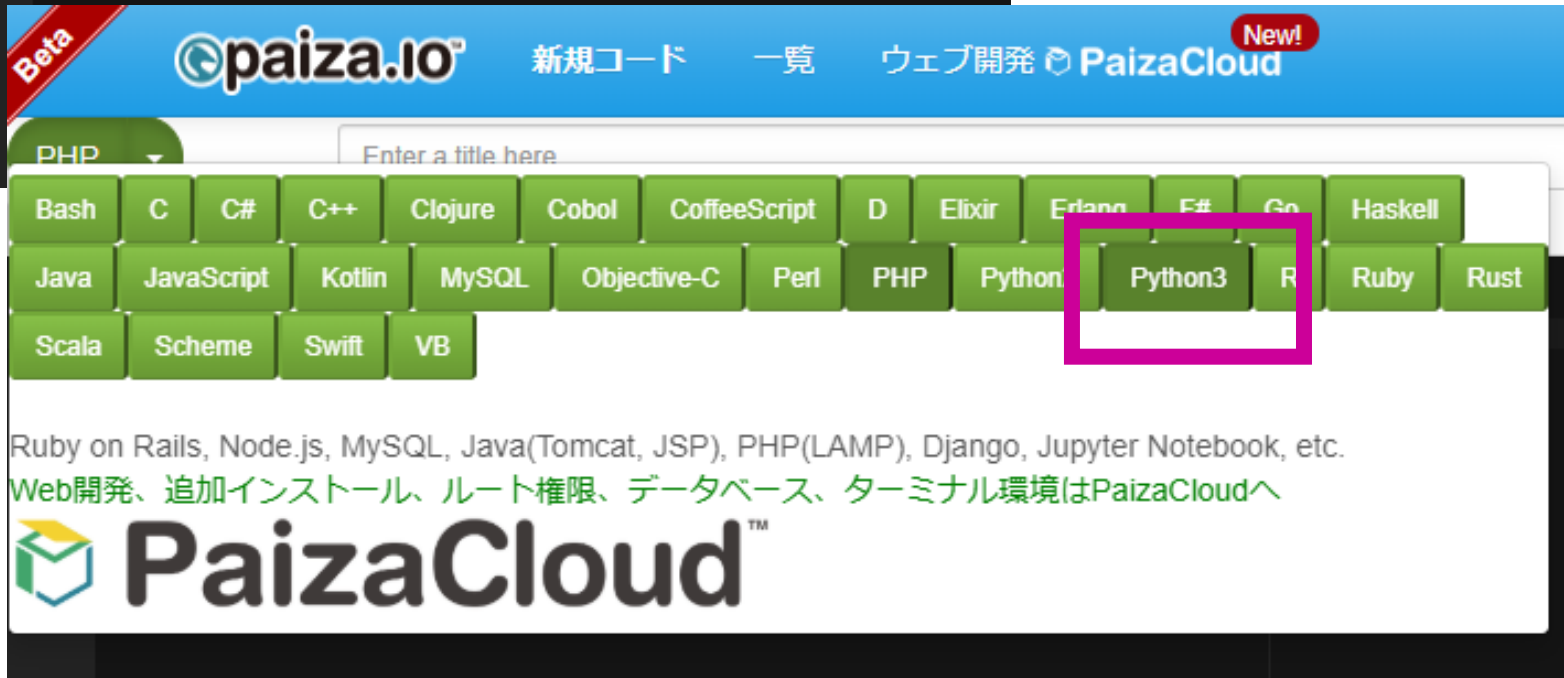 Beta
paiza.IO™ 新規コード 一覧 ウェブ開発 PaizaCloud New!
PHP Enter a title here
Bash C C# C++ Clojure Cobol CoffeeScript D Elixir Erlang F# Go Haskell
Java JavaScript Kotlin MySQL Objective-C Perl PHP Python Python3 R Ruby Rust
Scala Scheme Swift VB
Ruby on Rails, Node.js, MySQL, Java(Tomcat, JSP), PHP(LAMP), Django, Jupyter Notebook, etc.
Web開発、追加インストール、ルート権限、データベース、ターミナル環境はPaizaCloudへ
PaizaCloud™